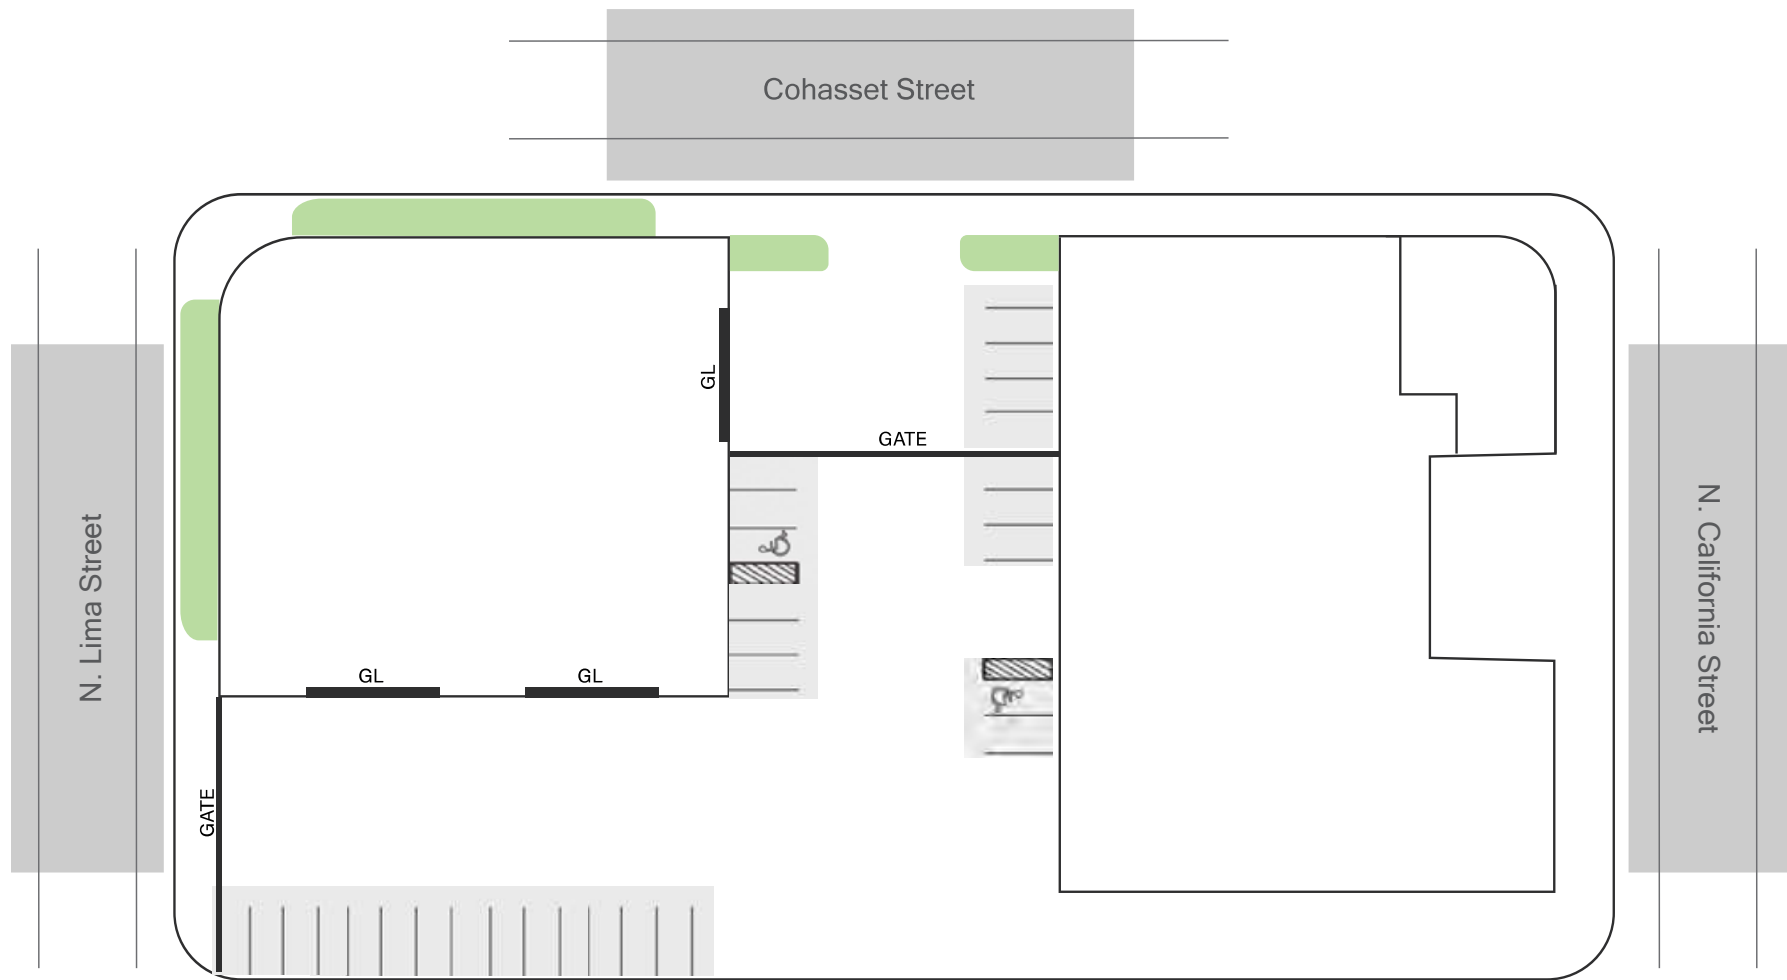 Cohasset Street
GL
GATE
N. Lima Street
N. California Street
GL
GL
GATE